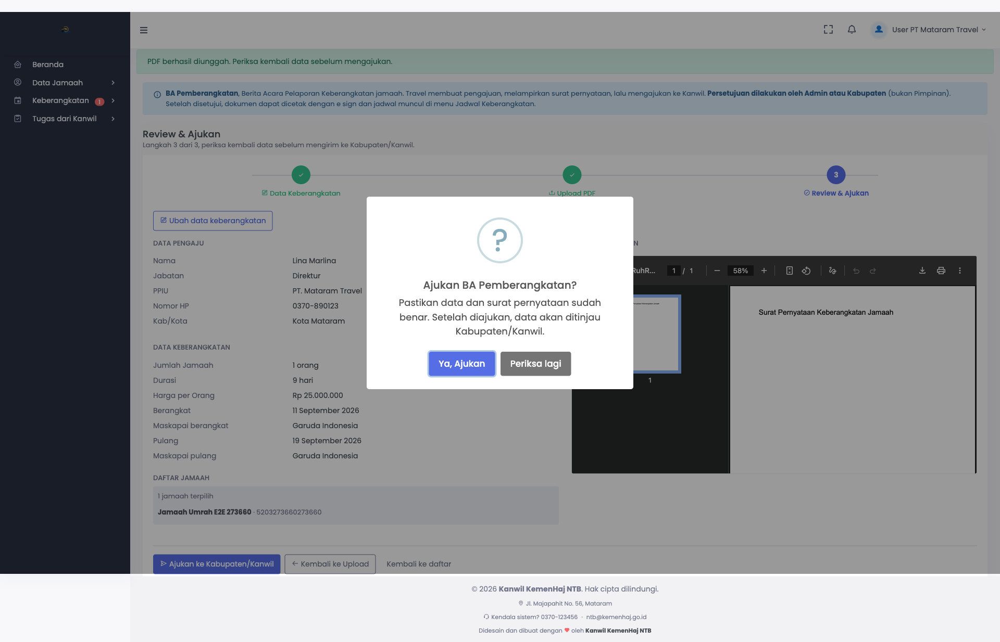 User PT Mataram Travel
Beranda
Data Jamaah
Keberangkatan 1
Tugas dari Kanwil
PDF berhasil diunggah. Periksa kembali data sebelum mengajukan.
BA Pemberangkatan, Berita Acara Pelaporan Keberangkatan jamaah. Travel membuat pengajuan, melampirkan surat pernyataan, lalu mengajukan ke Kanwil. Persetujuan dilakukan oleh Admin atau Kabupaten (bukan Pimpinan).
Setelah disetujui, dokumen dapat dicetak dengan e sign dan jadwal muncul di menu Jadwal Keberangkatan.
Review & Ajukan
Langkah 3 dari 3, periksa kembali data sebelum mengirim ke Kabupaten/Kanwil.
3
Data Keberangkatan
Upload PDF
Review & Ajukan
Ubah data keberangkatan
DATA PENGAJU
Nama Lina Marlina
Jabatan Direktur
PPIU PT. Mataram Travel
Nomor HP 0370-890123
Kab/Kota Kota Mataram
DATA KEBERANGKATAN
Jumlah Jamaah 1 orang
Durasi 9 hari
Harga per Orang Rp 25.000.000
Berangkat 11 September 2026
Maskapai berangkat Garuda Indonesia
Pulang 19 September 2026
Maskapai pulang Garuda Indonesia
DAFTAR JAMAAH
1 jamaah terpilih
Jamaah Umrah E2E 273660 · 5203273660273660
Ajukan ke Kabupaten/Kanwil
Kembali ke Upload
Kembali ke daftar
?
Ajukan BA Pemberangkatan?
Pastikan data dan surat pernyataan sudah
benar. Setelah diajukan, data akan ditinjau
Kabupaten/Kanwil.
Ya, Ajukan
Periksa lagi
N
RuhR... 1 / 1 58%
1
Surat Pernyataan Keberangkatan Jamaah
© 2026 Kanwil KemenHaj NTB. Hak cipta dilindungi.
Jl. Majapahit No. 56, Mataram
Kendala sistem? 0370-123456 · ntb@kemenhaj.go.id
Didesain dan dibuat dengan ♥ oleh Kanwil KemenHaj NTB